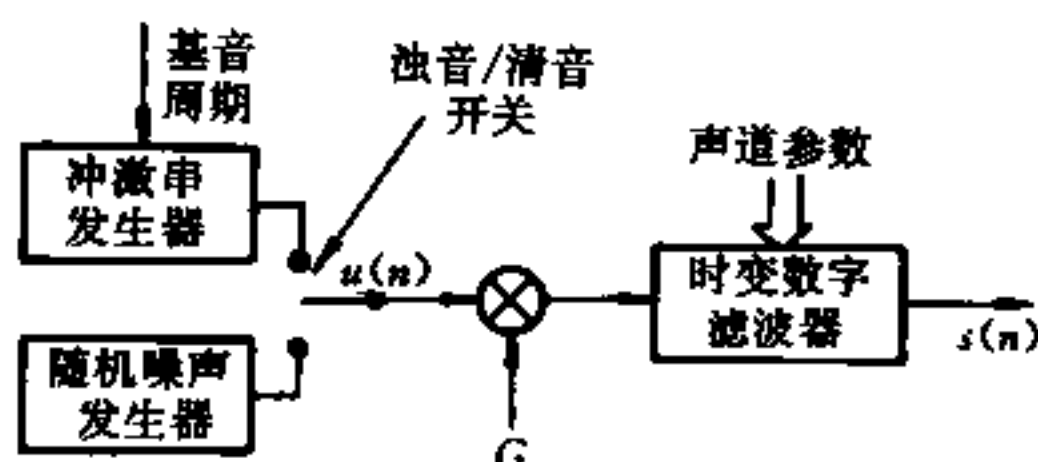 基音
周期
浊音/清音
开关
声道参数
冲激串
发生器
u(n)
时变数字
滤波器
s(n)
随机噪声
发生器
G